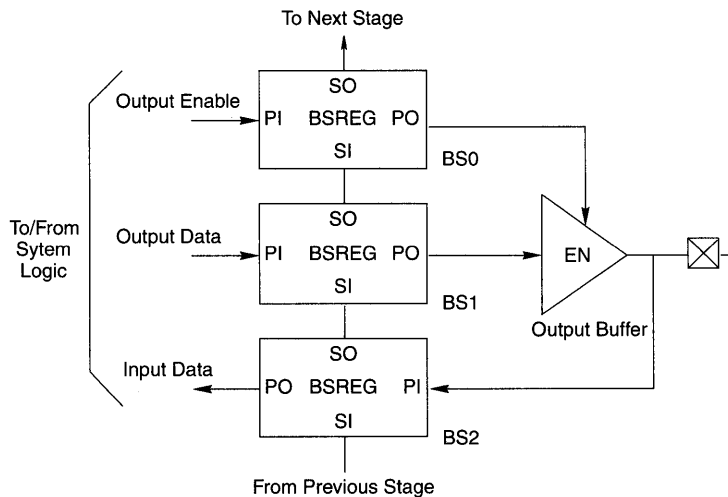 To Next Stage
SO
Output Enable
PI BSREG PO
SI
BS0
To/From
Sytem
Logic
SO
Output Data
PI BSREG PO
SI
BS1
EN
Output Buffer
SO
Input Data
PO BSREG PI
SI
BS2
From Previous Stage